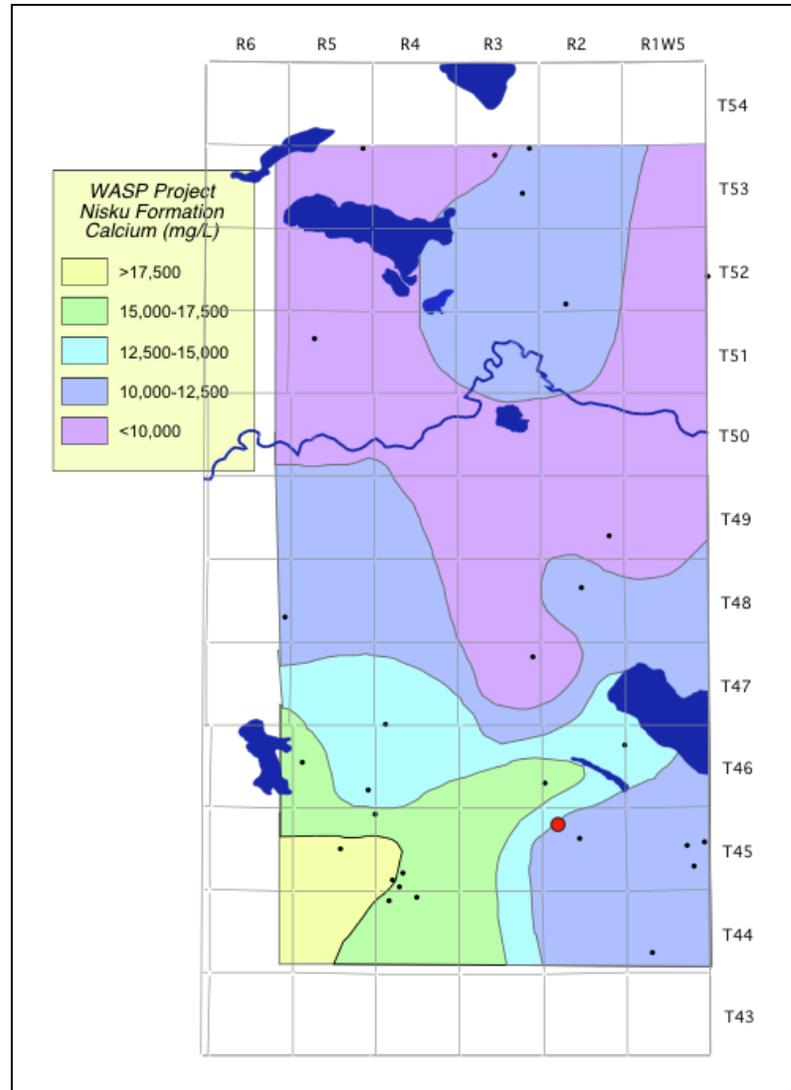 R6 R5 R4 R3 R2 R1W5
T54
T53
WASP Project
Nisku Formation
Calcium (mg/L)
>17,500
T52
15,000-17,500
12,500-15,000
T51
10,000-12,500
<10,000
T50
T49
T48
T47
T46
T45
T44
T43